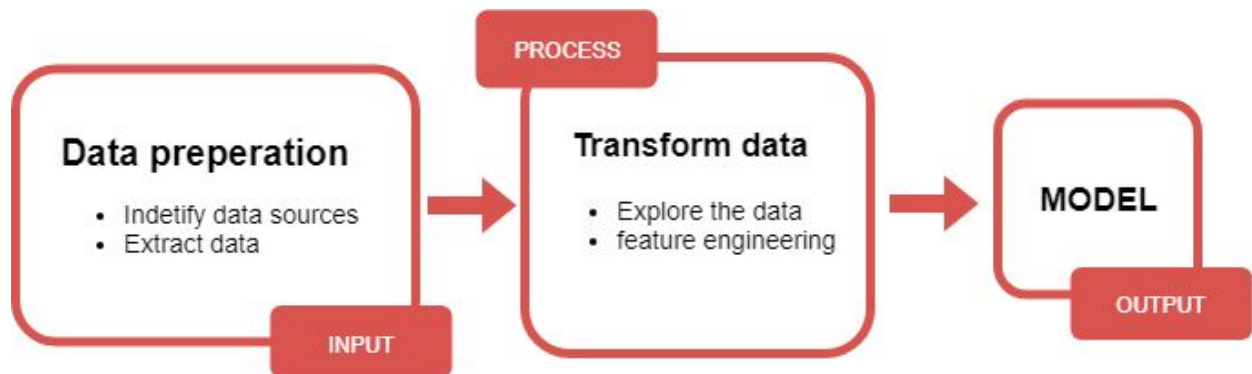 Data preperation
• Indetify data sources
• Extract data
INPUT
PROCESS
Transform data
• Explore the data
• feature engineering
MODEL
OUTPUT